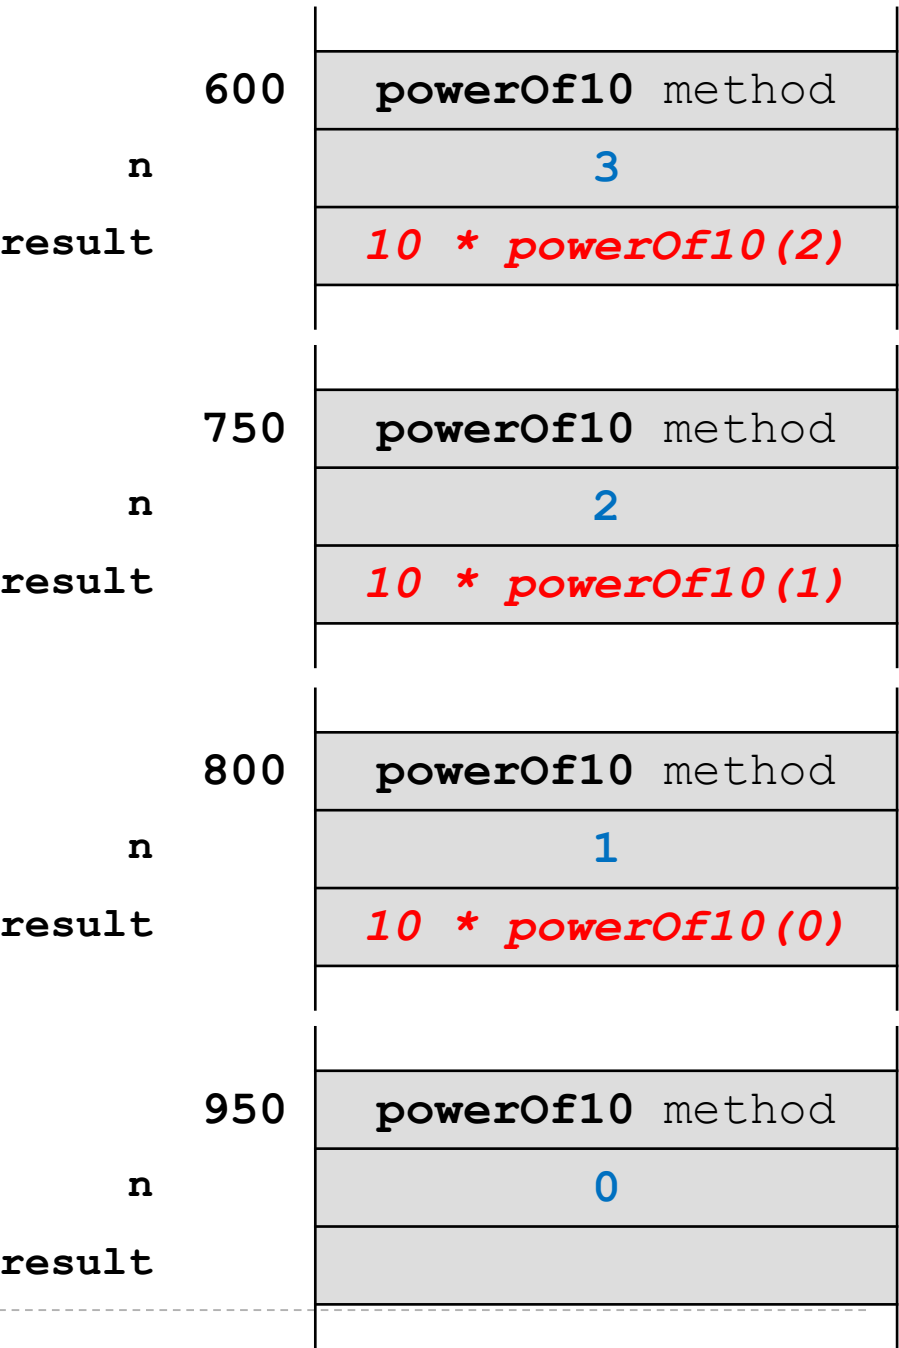 600 powerOf10 method
n 3
result 10 * powerOf10(2)
750 powerOf10 method
n 2
result 10 * powerOf10(1)
800 powerOf10 method
n 1
result 10 * powerOf10(0)
950 powerOf10 method
n 0
result